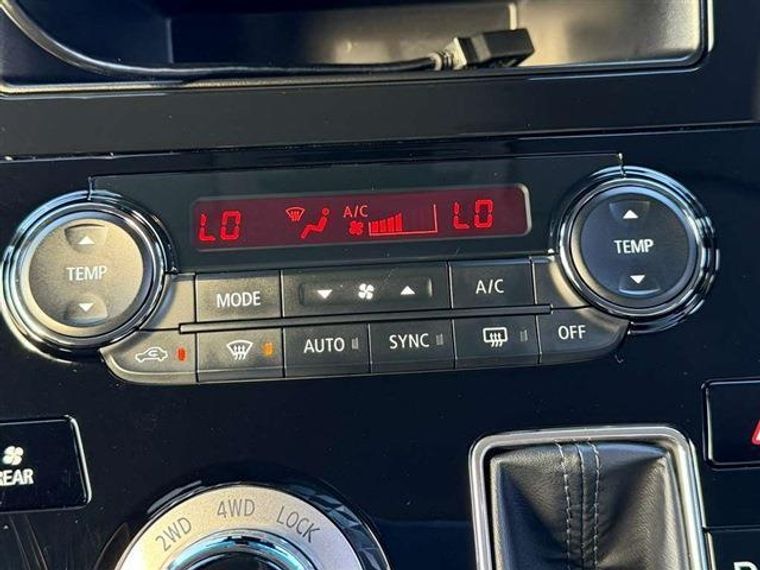 LO A/C LO
TEMP
TEMP
MODE
A/C
AUTO
SYNC
OFF
REAR
2WD 4WD LOCK